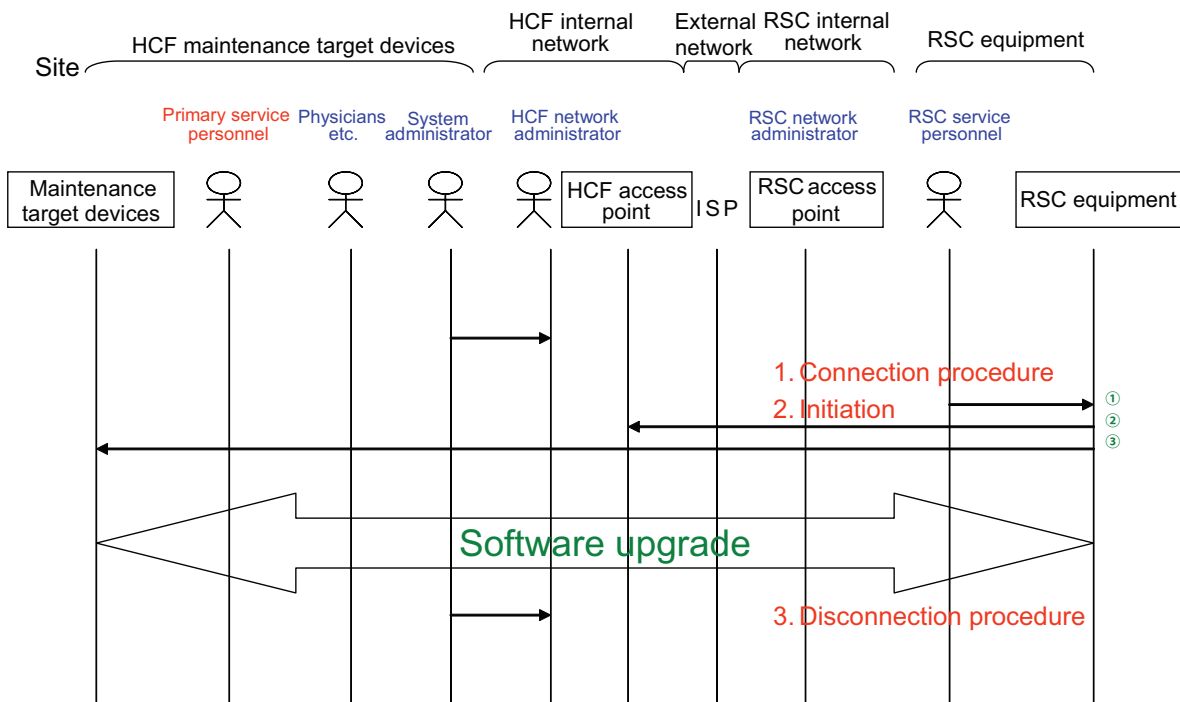 HCF internal
network
External
network
RSC internal
network
HCF maintenance target devices
RSC equipment
Site
Primary service
personnel
Physicians
etc.
System
administrator
HCF network
administrator
RSC network
administrator
RSC service
personnel
Maintenance
target devices
HCF access
point
ISP
RSC access
point
RSC equipment
1. Connection procedure
2. Initiation
①
②
③
Software upgrade
3. Disconnection procedure